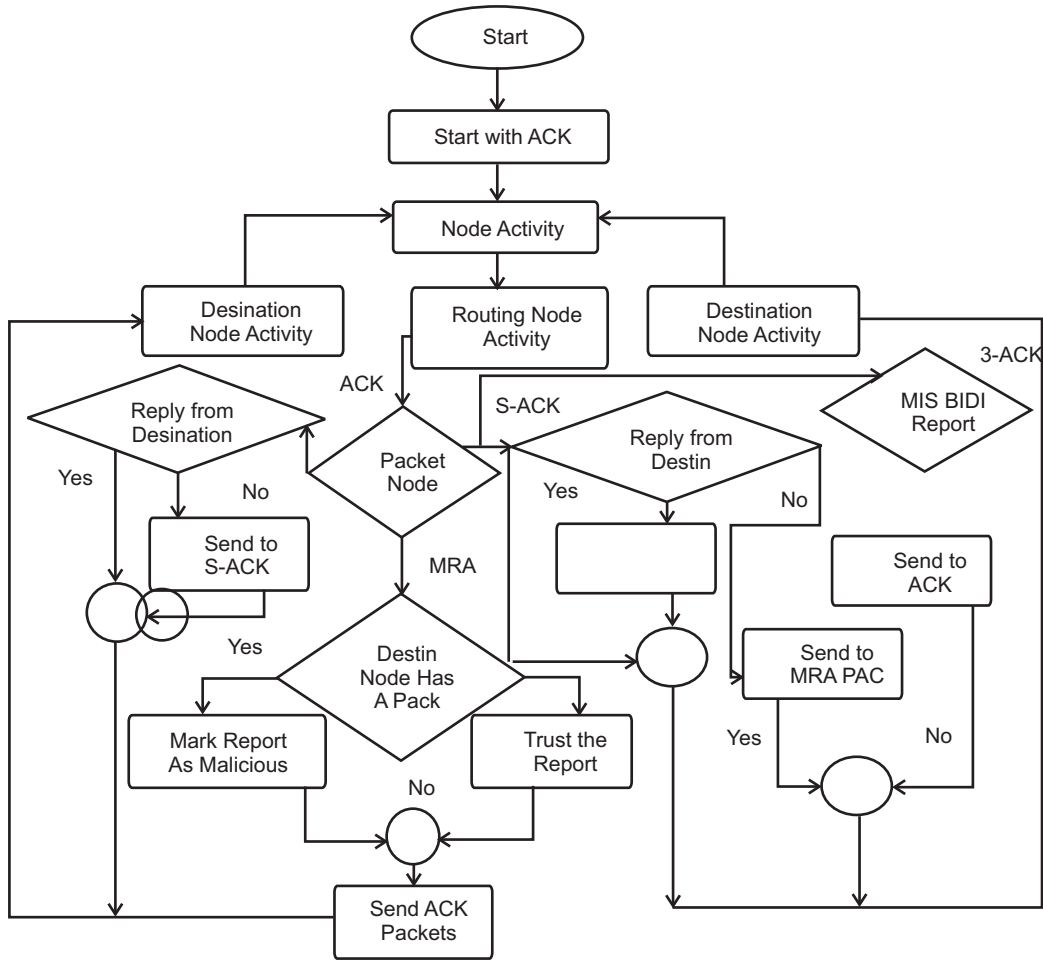 Start
Start with ACK
Node Activity
Desination
Node Activity
Routing Node
Activity
Destination
Node Activity
ACK
S-ACK
3-ACK
Reply from
Desination
Packet
Node
Reply from
Destin
MIS BIDI
Report
Yes
No
Yes
No
Send to
S-ACK
MRA
Send to
ACK
Yes
Destin
Node Has
A Pack
Send to
MRA PAC
Mark Report
As Malicious
Trust the
Report
Yes
No
No
Send ACK
Packets